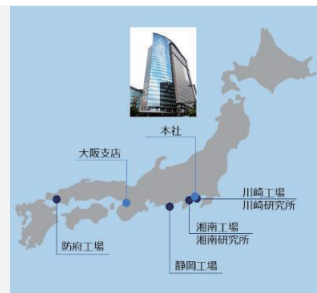 本社
大阪支店
川崎工場
川崎研究所
湘南工場
湘南研究所
防府工場
静岡工場